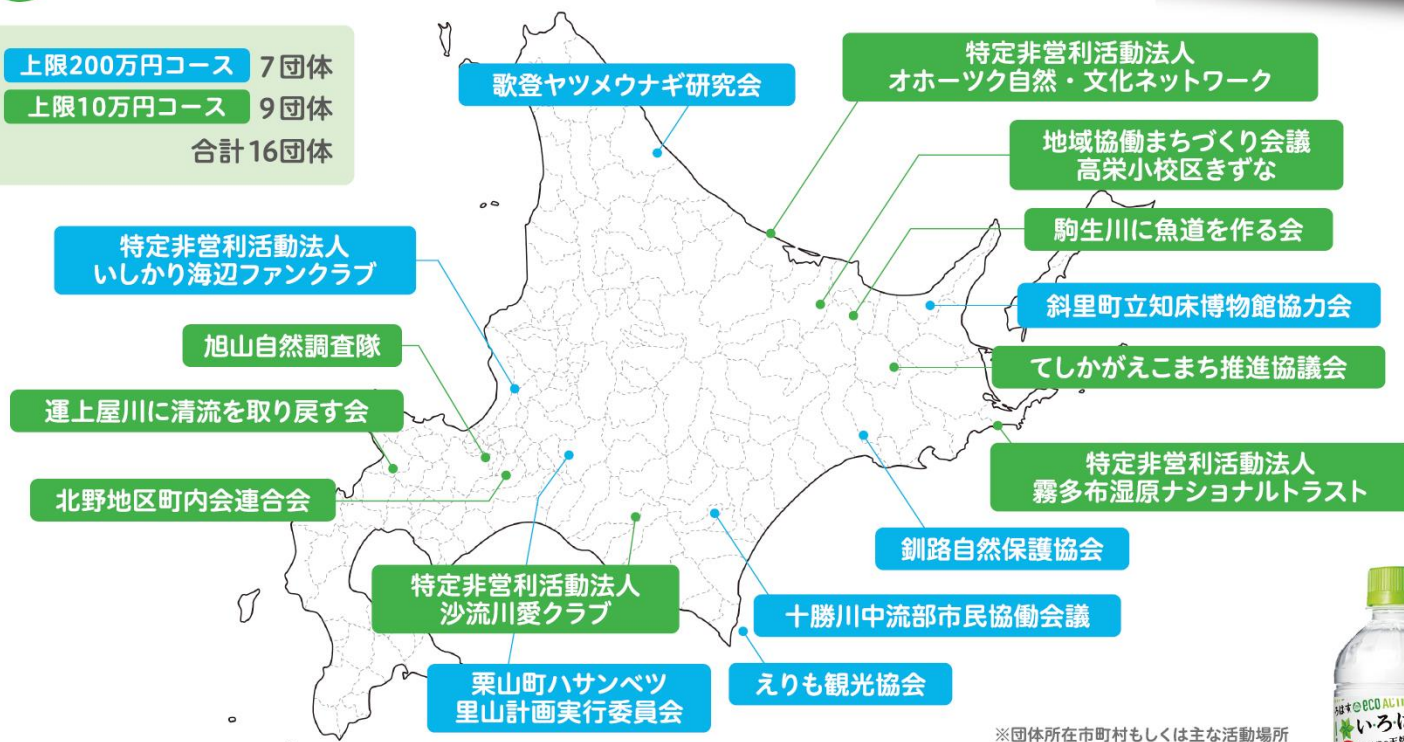 上限200万円コース 7団体
上限10万円コース 9団体
合計16団体
歌登ヤツメウナギ研究会
特定非営利活動法人
オホーツク自然・文化ネットワーク
地域協働まちづくり会議
高栄小校区きずな
駒生川に魚道を作る会
特定非営利活動法人
いしかり海辺ファンクラブ
斜里町立知床博物館協力会
旭山自然調査隊
てしかがえこまち推進協議会
運上屋川に清流を取り戻す会
特定非営利活動法人
霧多布湿原ナショナルトラスト
北野地区町内会連合会
釧路自然保護協会
特定非営利活動法人
沙流川愛クラブ
十勝川中流部市民協働会議
栗山町ハサンベツ
里山計画実行委員会
えりも観光協会
※団体所在市町村もしくは主な活動場所